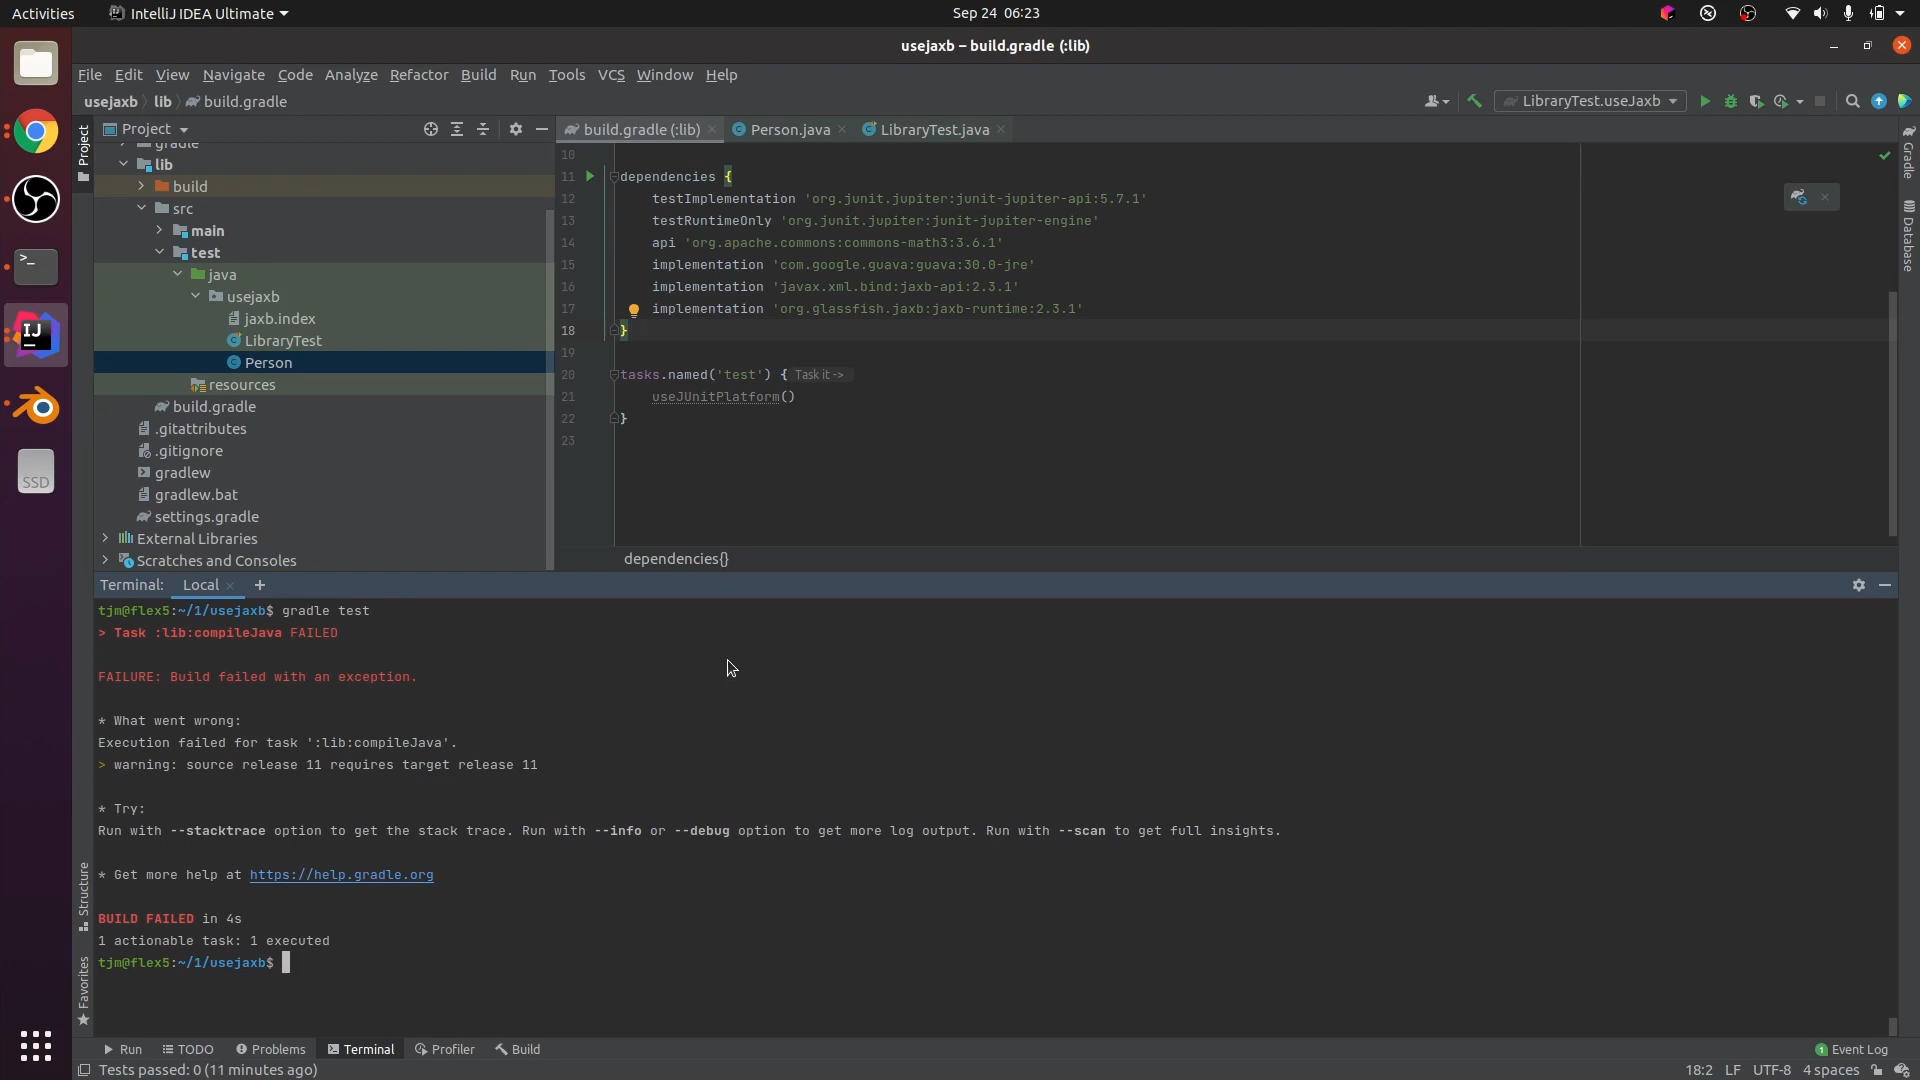 Activities
IntelliJ IDEA Ultimate
Sep 24 06:23
usejaxb – build.gradle (:lib)
File Edit View Navigate Code Analyze Refactor Build Run Tools VCS Window Help
usejaxb lib build.gradle
LibraryTest.useJaxb
Project
build.gradle (:lib) Person.java LibraryTest.java
Project
gradle
lib
build
src
main
test
java
usejaxb
jaxb.index
LibraryTest
Person
resources
build.gradle
.gitattributes
.gitignore
gradlew
gradlew.bat
settings.gradle
External Libraries
Scratches and Consoles
10
11 dependencies {
12 testImplementation 'org.junit.jupiter:junit-jupiter-api:5.7.1'
13 testRuntimeOnly 'org.junit.jupiter:junit-jupiter-engine'
14 api 'org.apache.commons:commons-math3:3.6.1'
15 implementation 'com.google.guava:guava:30.0-jre'
16 implementation 'javax.xml.bind:jaxb-api:2.3.1'
17 implementation 'org.glassfish.jaxb:jaxb-runtime:2.3.1'
18 }
19
20 tasks.named('test') { Task it ->
21 useJUnitPlatform()
22 }
23
dependencies{}
Gradle
Database
SSD
Terminal: Local +
tjm@flex5:~/1/usejaxb$ gradle test
> Task :lib:compileJava FAILED
FAILURE: Build failed with an exception.
* What went wrong:
Execution failed for task ':lib:compileJava'.
> warning: source release 11 requires target release 11
* Try:
Run with --stacktrace option to get the stack trace. Run with --info or --debug option to get more log output. Run with --scan to get full insights.
* Get more help at https://help.gradle.org
BUILD FAILED in 4s
1 actionable task: 1 executed
tjm@flex5:~/1/usejaxb$
Structure
Favorites
Run TODO Problems Terminal Profiler Build
1 Event Log
Tests passed: 0 (11 minutes ago)
18:2 LF UTF-8 4 spaces